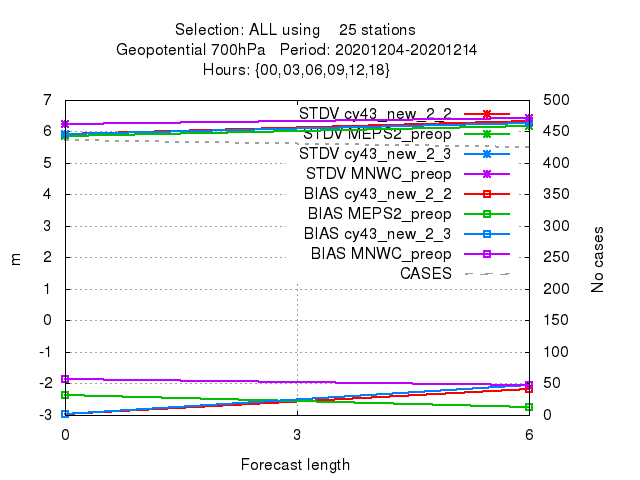 Selection: ALL using    25 stations
Geopotential 700hPa   Period: 20201204-20201214
Hours: {00,03,06,09,12,18}
7 500
STDV cy43_new_2_2
6 450
STDV MEPS2_preop
5 400
STDV cy43_new_2_3
STDV MNWC_preop
4 350
BIAS cy43_new_2_2
BIAS MEPS2_preop
3 300
BIAS cy43_new_2_3
2 250
BIAS MNWC_preop
m
No cases
CASES
1 200
0 150
-1 100
-2 50
-3 0
0 3 6
Forecast length